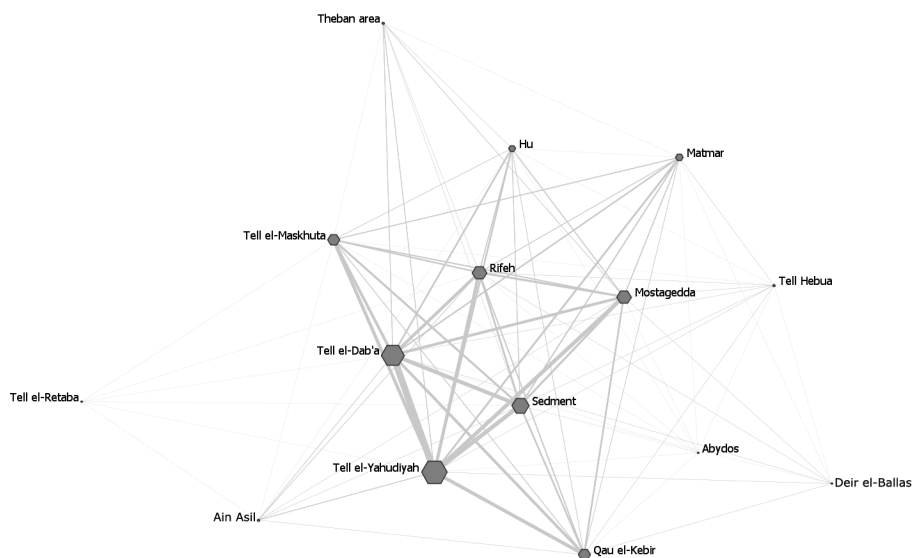 Theban area
Hu
Matmar
Tell el-Maskhuta
Rifeh
Tell Hebua
Mostagedda
Tell el-Dab'a
Tell el-Retaba
Sedment
Abydos
Tell el-Yahudiyah
Deir el-Ballas
Ain Asil
Qau el-Kebir